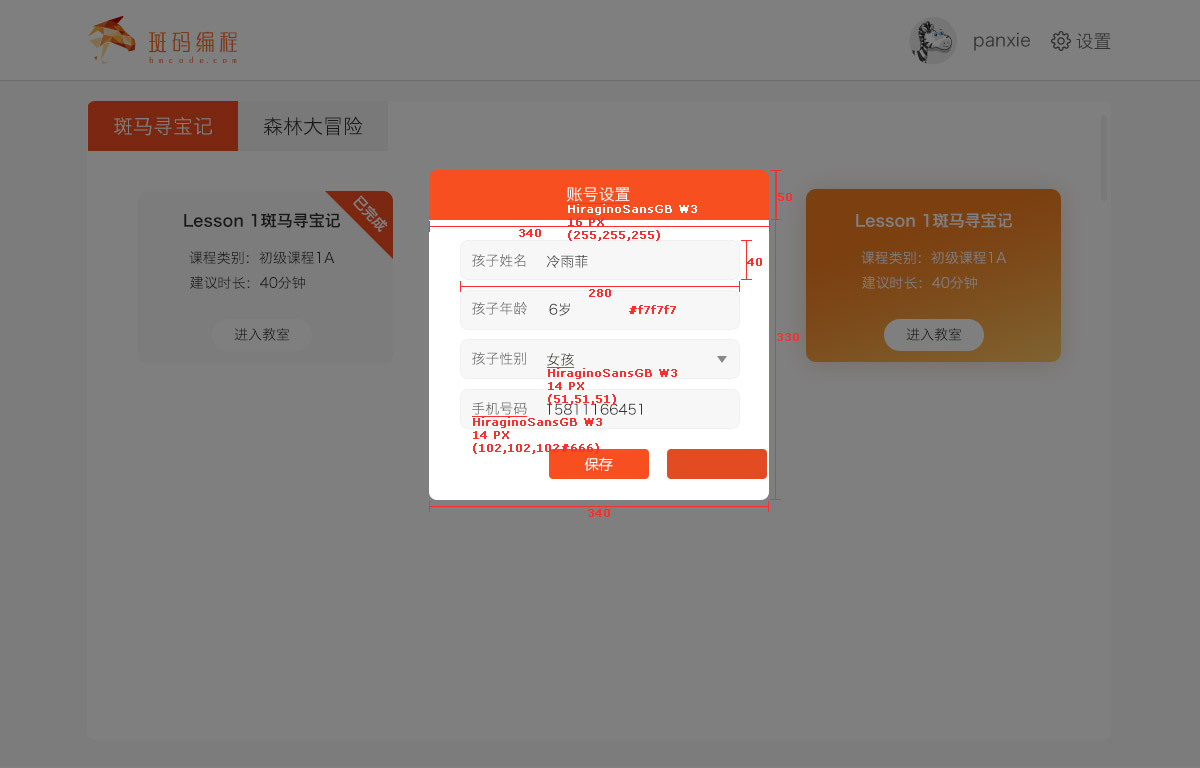 斑码编程
bmcode.com
panxie
设置
斑马寻宝记
森林大冒险
Lesson 1斑马寻宝记
已完成
课程类别：初级课程1A
建议时长：40分钟
进入教室
账号设置
HiraginoSansGB W3
16 PX
(255,255,255)
50
340
孩子姓名 冷雨菲
40
280
孩子年龄 6岁
#f7f7f7
330
孩子性别 女孩
HiraginoSansGB W3
14 PX
(51,51,51)
手机号码 15811166451
HiraginoSansGB W3
14 PX
(102,102,102#666)
保存
340
Lesson 1斑马寻宝记
课程类别：初级课程1A
建议时长：40分钟
进入教室